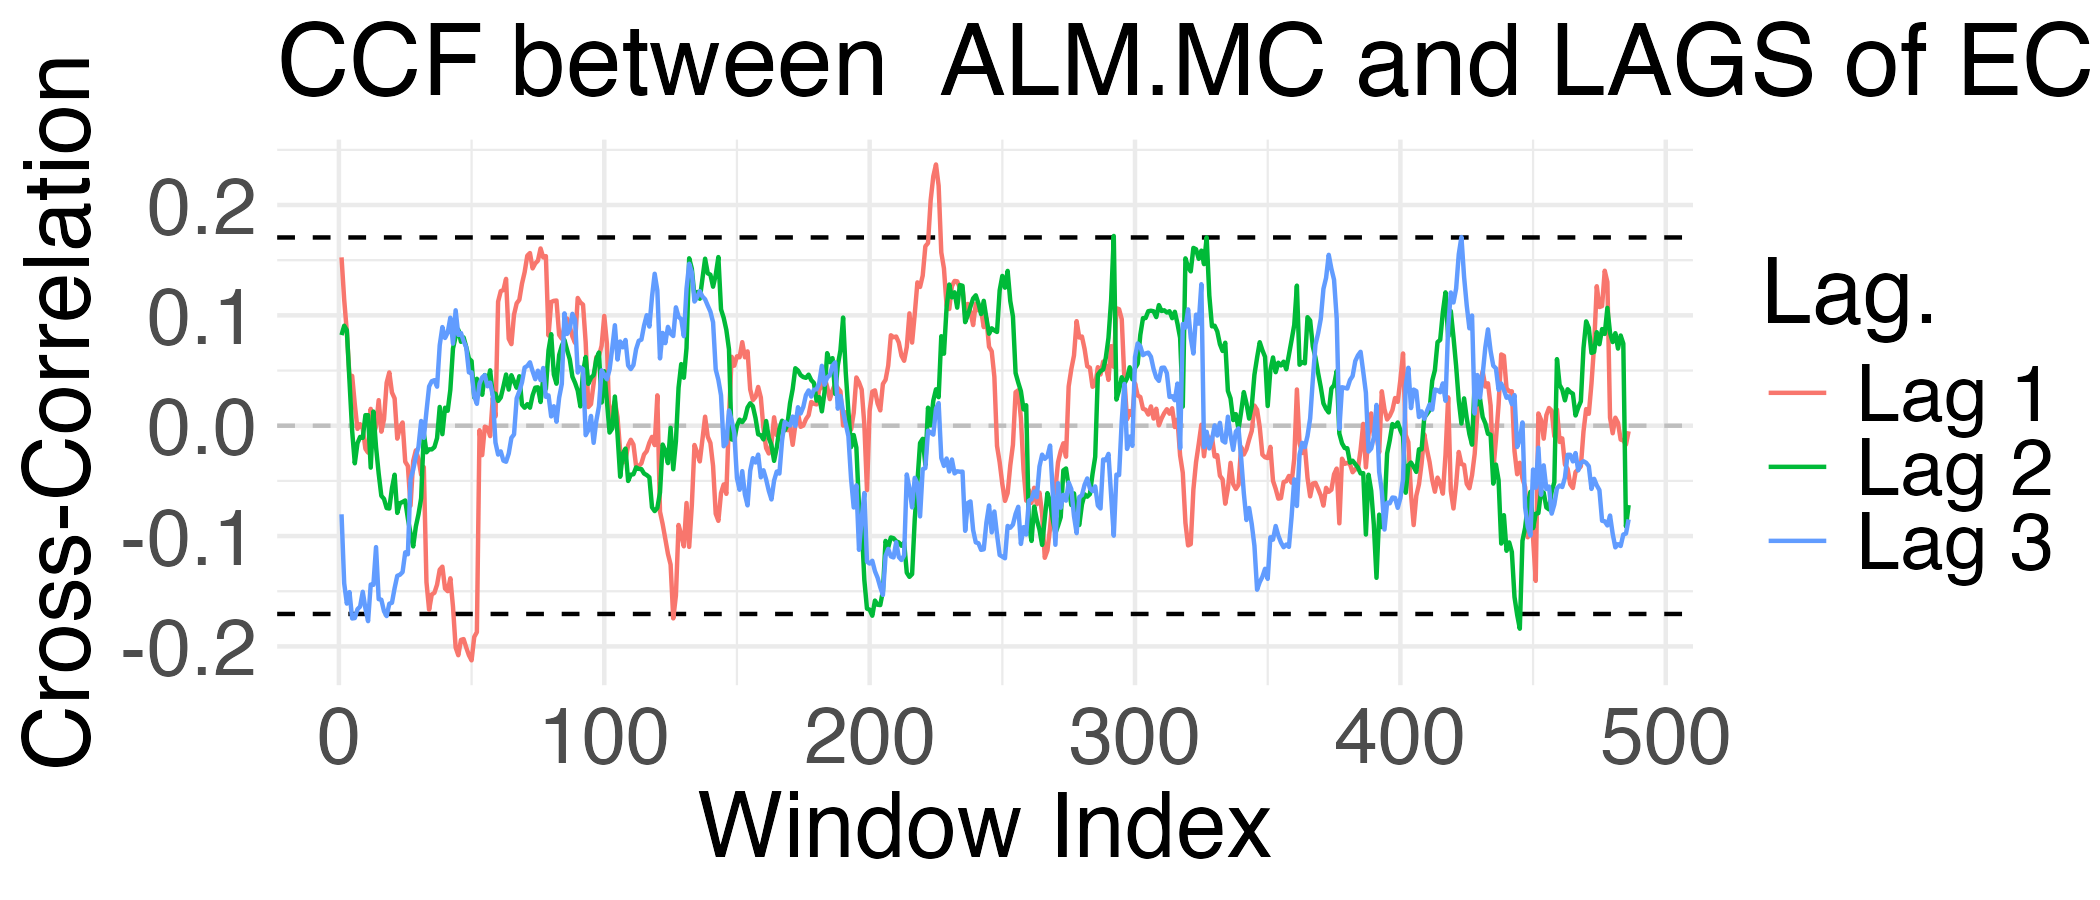 CCF between  ALM.MC and LAGS of EC
Cross-Correlation
0.2
0.1
0.0
-0.1
-0.2
0 100 200 300 400 500
Window Index
Lag.
Lag 1
Lag 2
Lag 3